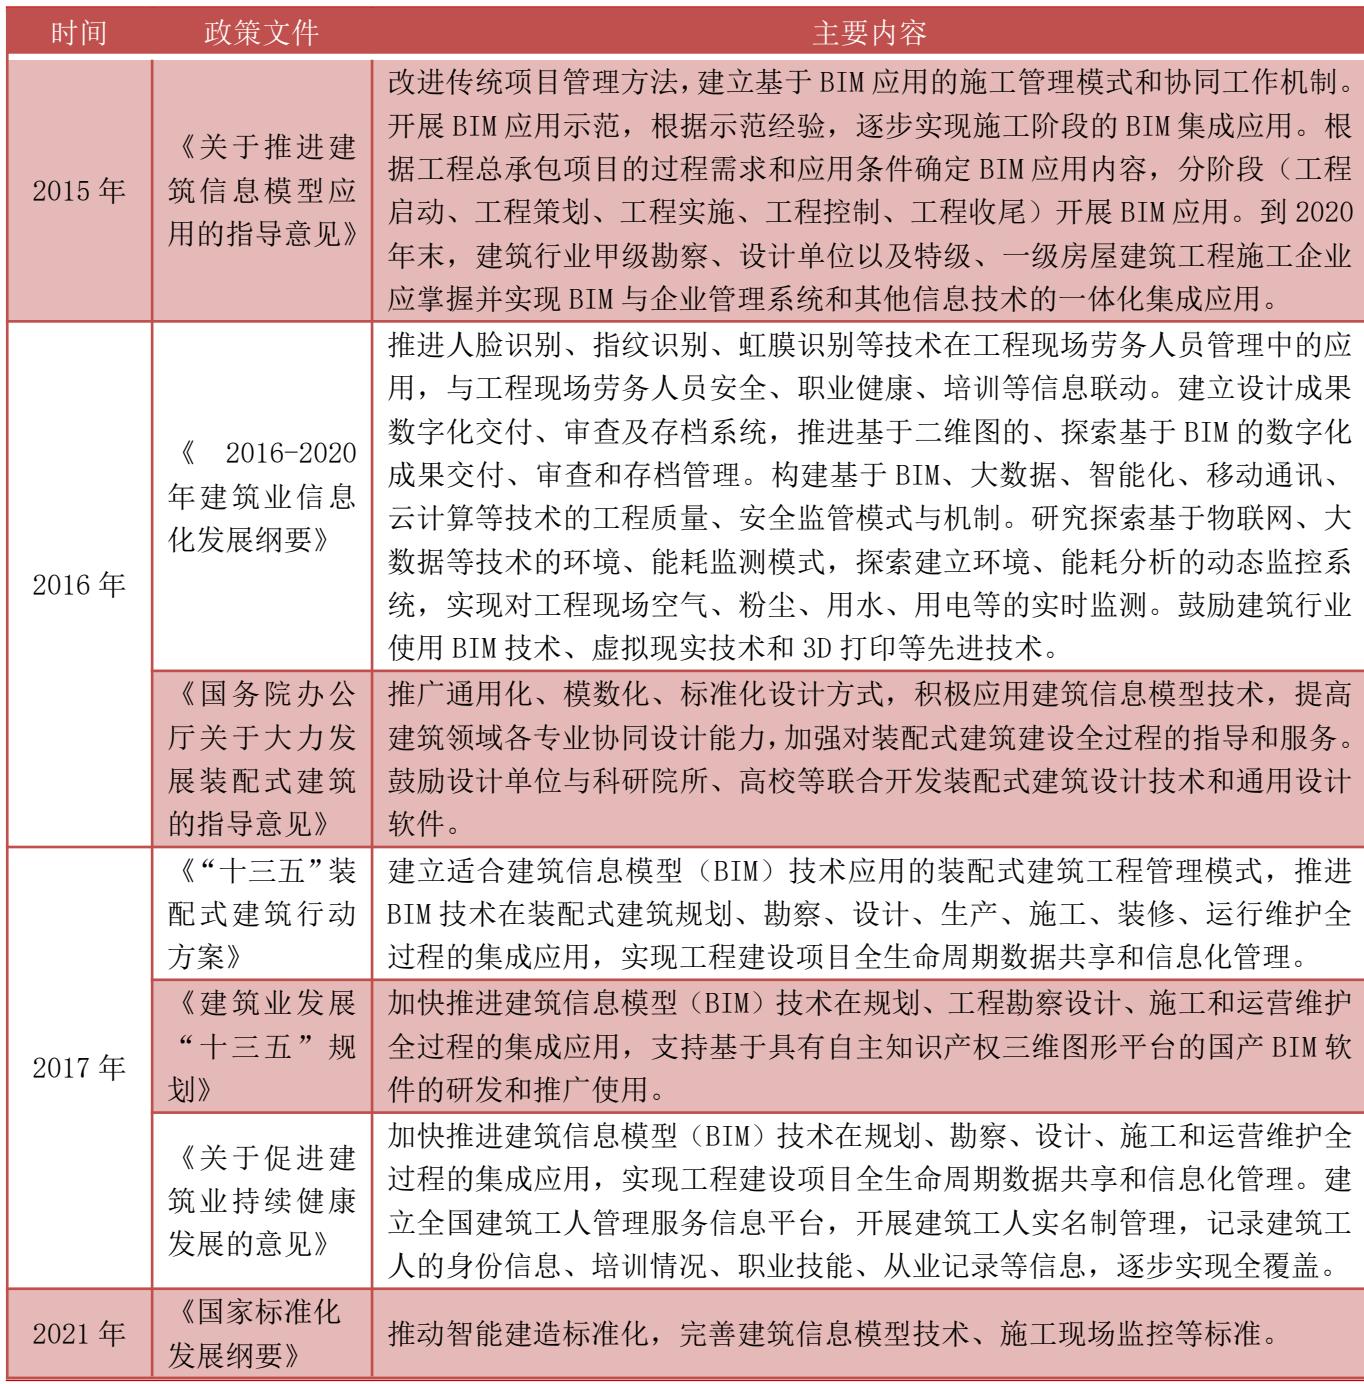 时间 政策文件 主要内容
2015 年
《关于推进建
筑信息模型应
用的指导意见》
改进传统项目管理方法，建立基于 BIM 应用的施工管理模式和协同工作机制。
开展 BIM 应用示范，根据示范经验，逐步实现施工阶段的 BIM 集成应用。根
据工程总承包项目的过程需求和应用条件确定 BIM 应用内容，分阶段（工程
启动、工程策划、工程实施、工程控制、工程收尾）开展 BIM 应用。到 2020
年末，建筑行业甲级勘察、设计单位以及特级、一级房屋建筑工程施工企业
应掌握并实现 BIM 与企业管理系统和其他信息技术的一体化集成应用。
2016 年
《 2016-2020
年建筑业信息
化发展纲要》
推进人脸识别、指纹识别、虹膜识别等技术在工程现场劳务人员管理中的应
用，与工程现场劳务人员安全、职业健康、培训等信息联动。建立设计成果
数字化交付、审查及存档系统，推进基于二维图的、探索基于 BIM 的数字化
成果交付、审查和存档管理。构建基于 BIM、大数据、智能化、移动通讯、
云计算等技术的工程质量、安全监管模式与机制。研究探索基于物联网、大
数据等技术的环境、能耗监测模式，探索建立环境、能耗分析的动态监控系
统，实现对工程现场空气、粉尘、用水、用电等的实时监测。鼓励建筑行业
使用 BIM 技术、虚拟现实技术和 3D 打印等先进技术。
《国务院办公
厅关于大力发
展装配式建筑
的指导意见》
推广通用化、模数化、标准化设计方式，积极应用建筑信息模型技术，提高
建筑领域各专业协同设计能力，加强对装配式建筑建设全过程的指导和服务。
鼓励设计单位与科研院所、高校等联合开发装配式建筑设计技术和通用设计
软件。
2017 年
《“十三五”装
配式建筑行动
方案》
建立适合建筑信息模型（BIM）技术应用的装配式建筑工程管理模式，推进
BIM 技术在装配式建筑规划、勘察、设计、生产、施工、装修、运行维护全
过程的集成应用，实现工程建设项目全生命周期数据共享和信息化管理。
《建筑业发展
“十三五”规
划》
加快推进建筑信息模型（BIM）技术在规划、工程勘察设计、施工和运营维护
全过程的集成应用，支持基于具有自主知识产权三维图形平台的国产 BIM 软
件的研发和推广使用。
《关于促进建
筑业持续健康
发展的意见》
加快推进建筑信息模型（BIM）技术在规划、勘察、设计、施工和运营维护全
过程的集成应用，实现工程建设项目全生命周期数据共享和信息化管理。建
立全国建筑工人管理服务信息平台，开展建筑工人实名制管理，记录建筑工
人的身份信息、培训情况、职业技能、从业记录等信息，逐步实现全覆盖。
2021 年
《国家标准化
发展纲要》
推动智能建造标准化，完善建筑信息模型技术、施工现场监控等标准。